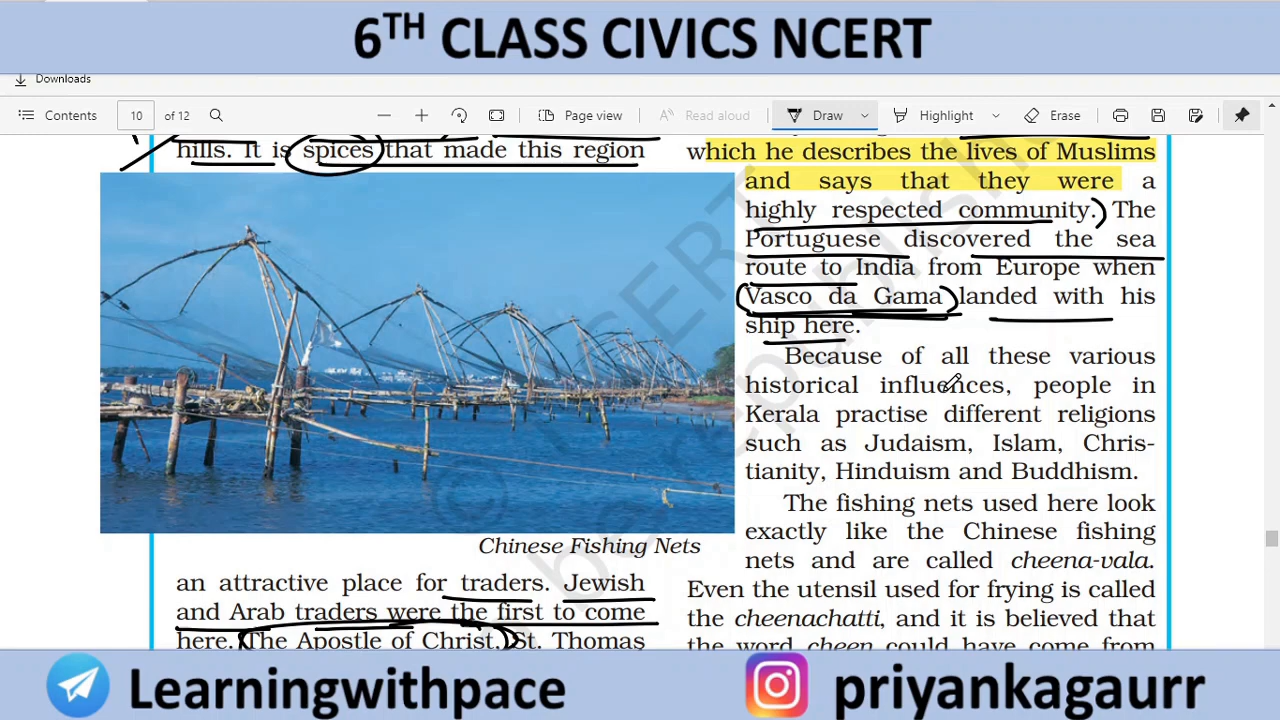 6TH CLASS CIVICS NCERT
Downloads
Contents
10
of 12
Page view
Read aloud
Draw
Highlight
Erase
hills. It is spices that made this region
Chinese Fishing Nets
an attractive place for traders. Jewish
and Arab traders were the first to come
here. The Apostle of Christ. St. Thomas
which he describes the lives of Muslims
and says that they were a
highly respected community. The
Portuguese discovered the sea
route to India from Europe when
Vasco da Gama landed with his
ship here.
Because of all these various
historical influences, people in
Kerala practise different religions
such as Judaism, Islam, Chris-
tianity, Hinduism and Buddhism.
The fishing nets used here look
exactly like the Chinese fishing
nets and are called cheena-vala.
Even the utensil used for frying is called
the cheenachatti, and it is believed that
the word cheen could have come from
Learningwithpace
priyankagaurr